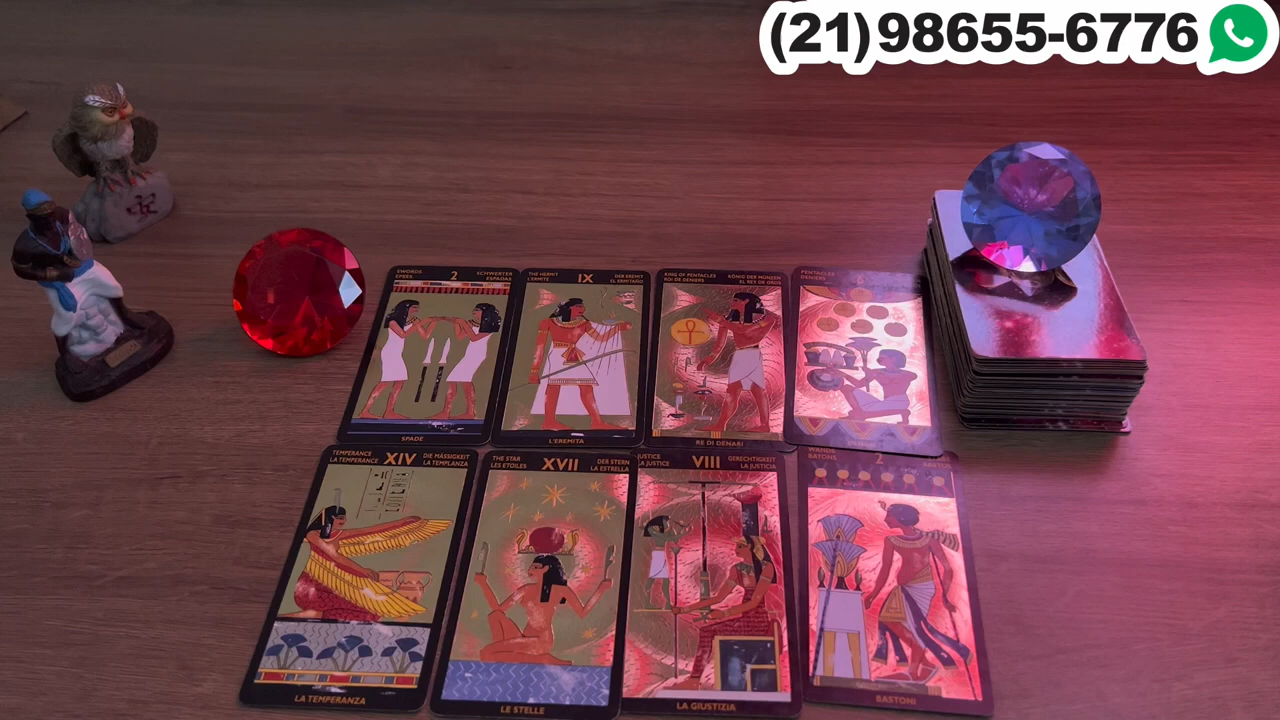 (21)98655-6776
SWORDS
EPEES
2
SCHWERTER
ESPADAS
SPADE
THE HERMIT
L'ERMITE
IX
DER EREMIT
EL ERMITAÑO
L'EREMITA
KING OF PENTACLES
ROI DE DENIERS
KÖNIG DER MÜNZEN
EL REY DE OROS
RE DI DENARI
PENTACLES
DENIERS
TEMPERANCE
LA TEMPERANCE
XIV
DIE MÄSSIGKEIT
LA TEMPLANZA
LA TEMPERANZA
THE STAR
LES ETOILES
XVII
DER STERN
LA ESTRELLA
LE STELLE
JUSTICE
LA JUSTICE
VIII
GERECHTIGKEIT
LA JUSTICIA
LA GIUSTIZIA
WANDS
BATONS
2
BASTONI